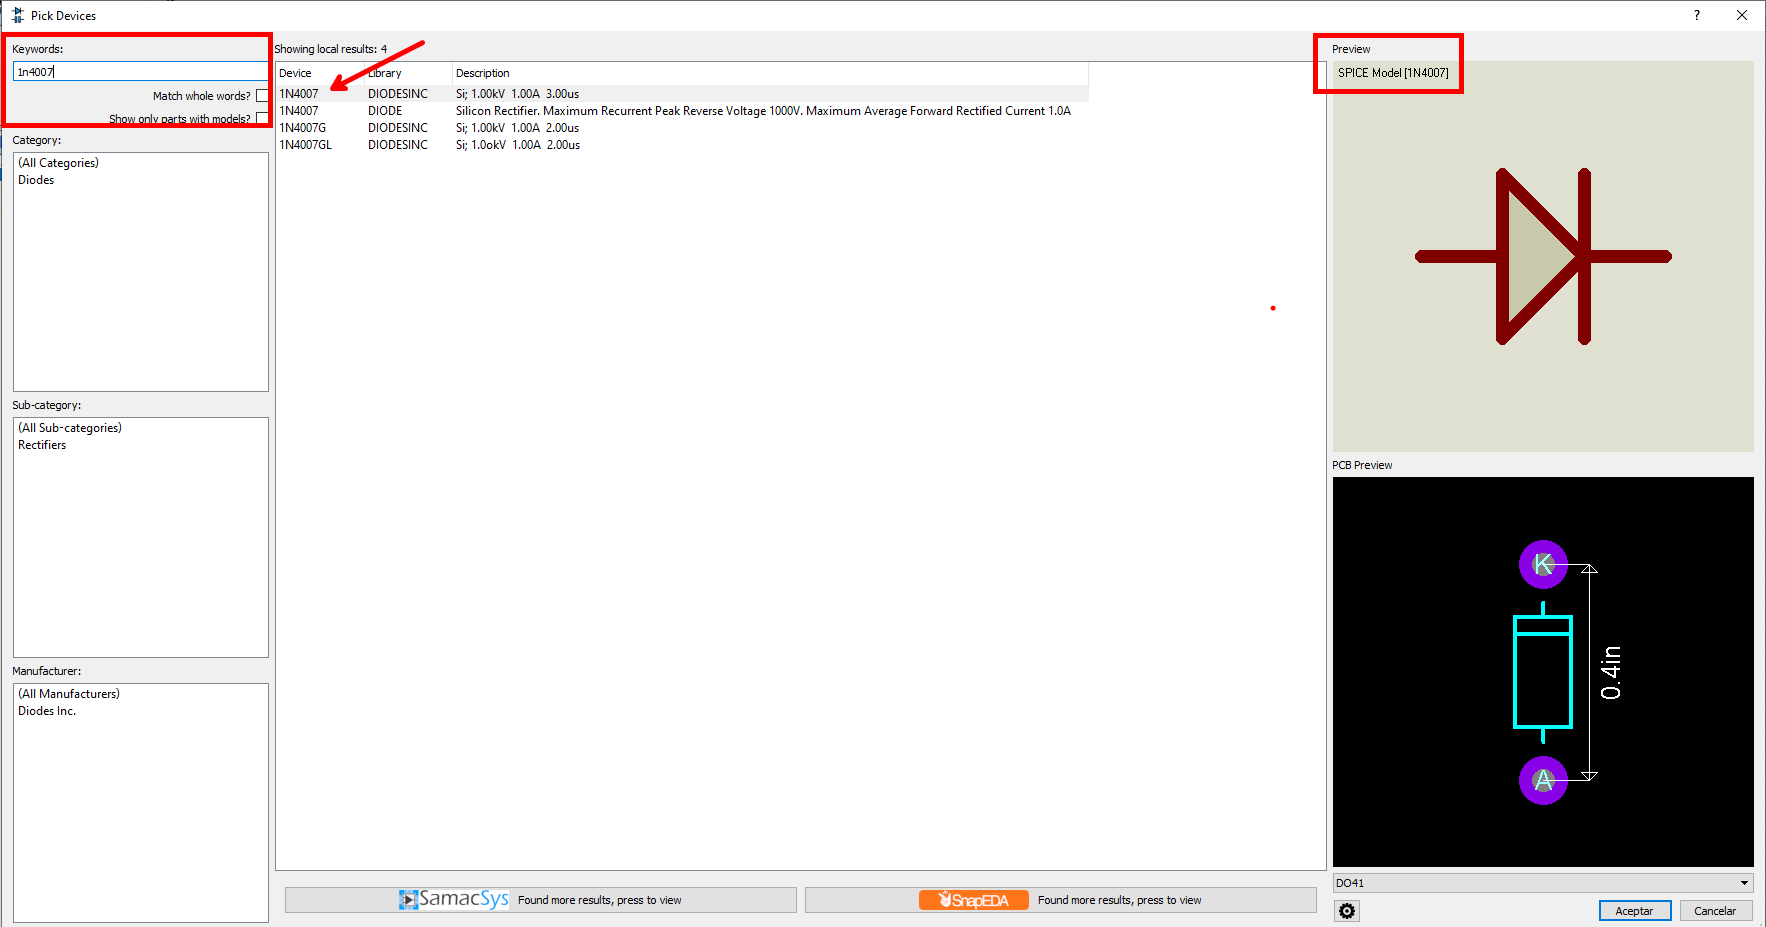 Pick Devices
?
Keywords:
1n4007
Match whole words?
Show only parts with models?
Category:
(All Categories)
Diodes
Sub-category:
(All Sub-categories)
Rectifiers
Manufacturer:
(All Manufacturers)
Diodes Inc.
Showing local results: 4
Device Library Description
1N4007 DIODESINC Si; 1.00kV 1.00A 3.00us
1N4007 DIODE Silicon Rectifier. Maximum Recurrent Peak Reverse Voltage 1000V. Maximum Average Forward Rectified Current 1.0A
1N4007G DIODESINC Si; 1.00kV 1.00A 2.00us
1N4007GL DIODESINC Si; 1.0okV 1.00A 2.00us
SamacSys Found more results, press to view
SnapEDA Found more results, press to view
Preview
SPICE Model [1N4007]
PCB Preview
K
0.4in
A
DO41
Aceptar Cancelar